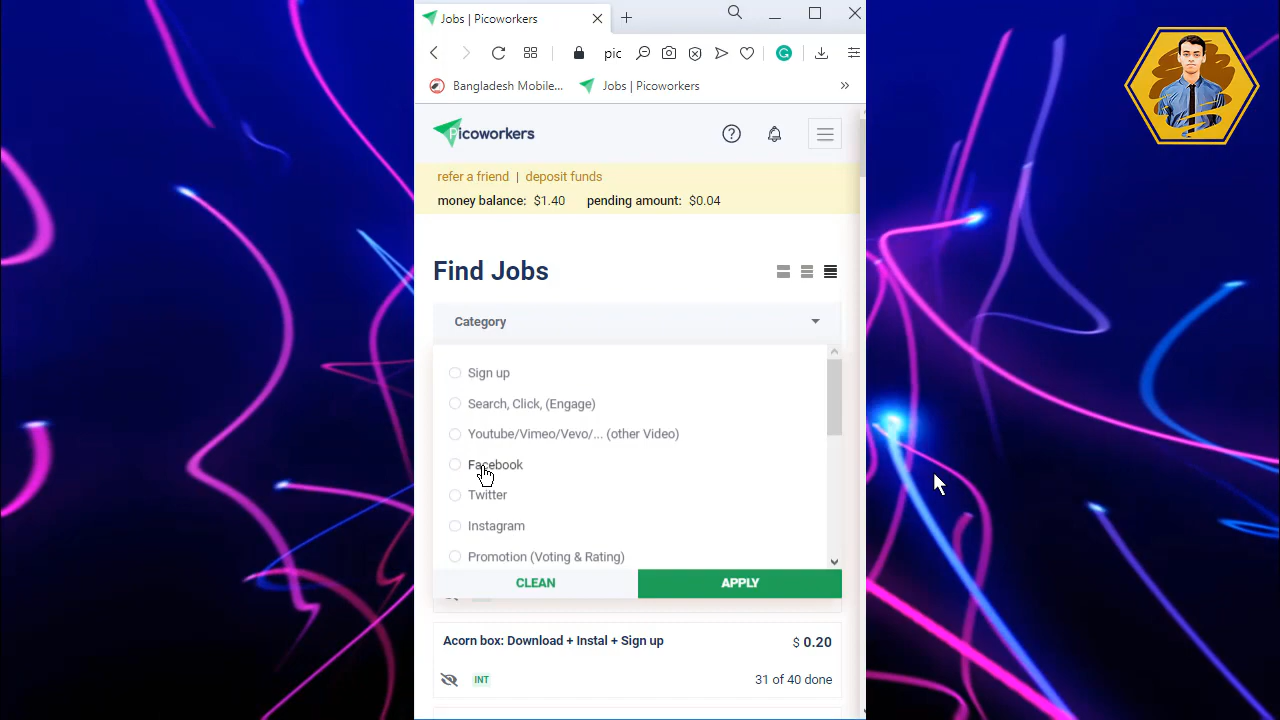 Jobs | Picoworkers
pic
Bangladesh Mobile... Jobs | Picoworkers »
Picoworkers
refer a friend | deposit funds
money balance: $1.40 pending amount: $0.04
Find Jobs
Category
Sign up
Search, Click, (Engage)
Youtube/Vimeo/Vevo/... (other Video)
Facebook
Twitter
Instagram
Promotion (Voting & Rating)
CLEAN APPLY
Acorn box: Download + Instal + Sign up $ 0.20
INT 31 of 40 done